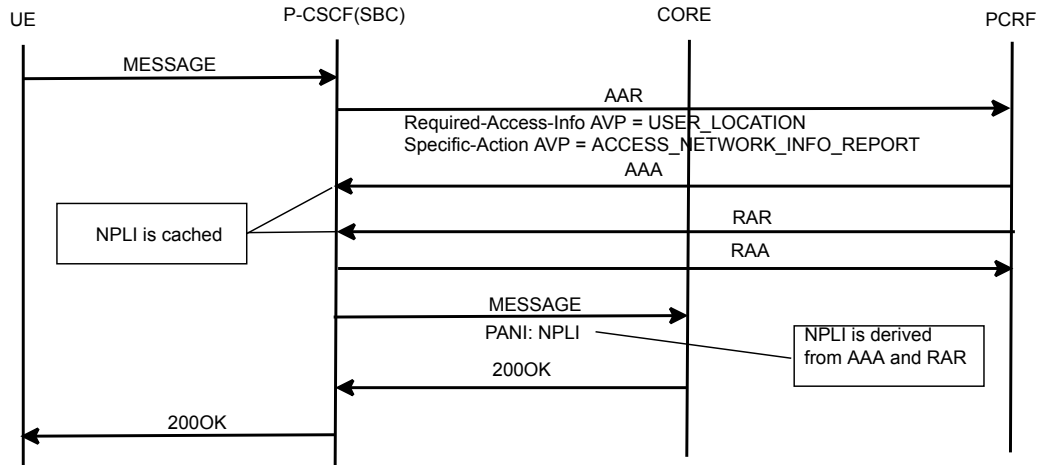 UE
P-CSCF(SBC)
CORE
PCRF
MESSAGE
AAR
Required-Access-Info AVP = USER_LOCATION
Specific-Action AVP = ACCESS_NETWORK_INFO_REPORT
AAA
NPLI is cached
RAR
RAA
MESSAGE
PANI: NPLI
NPLI is derived
from AAA and RAR
200OK
200OK